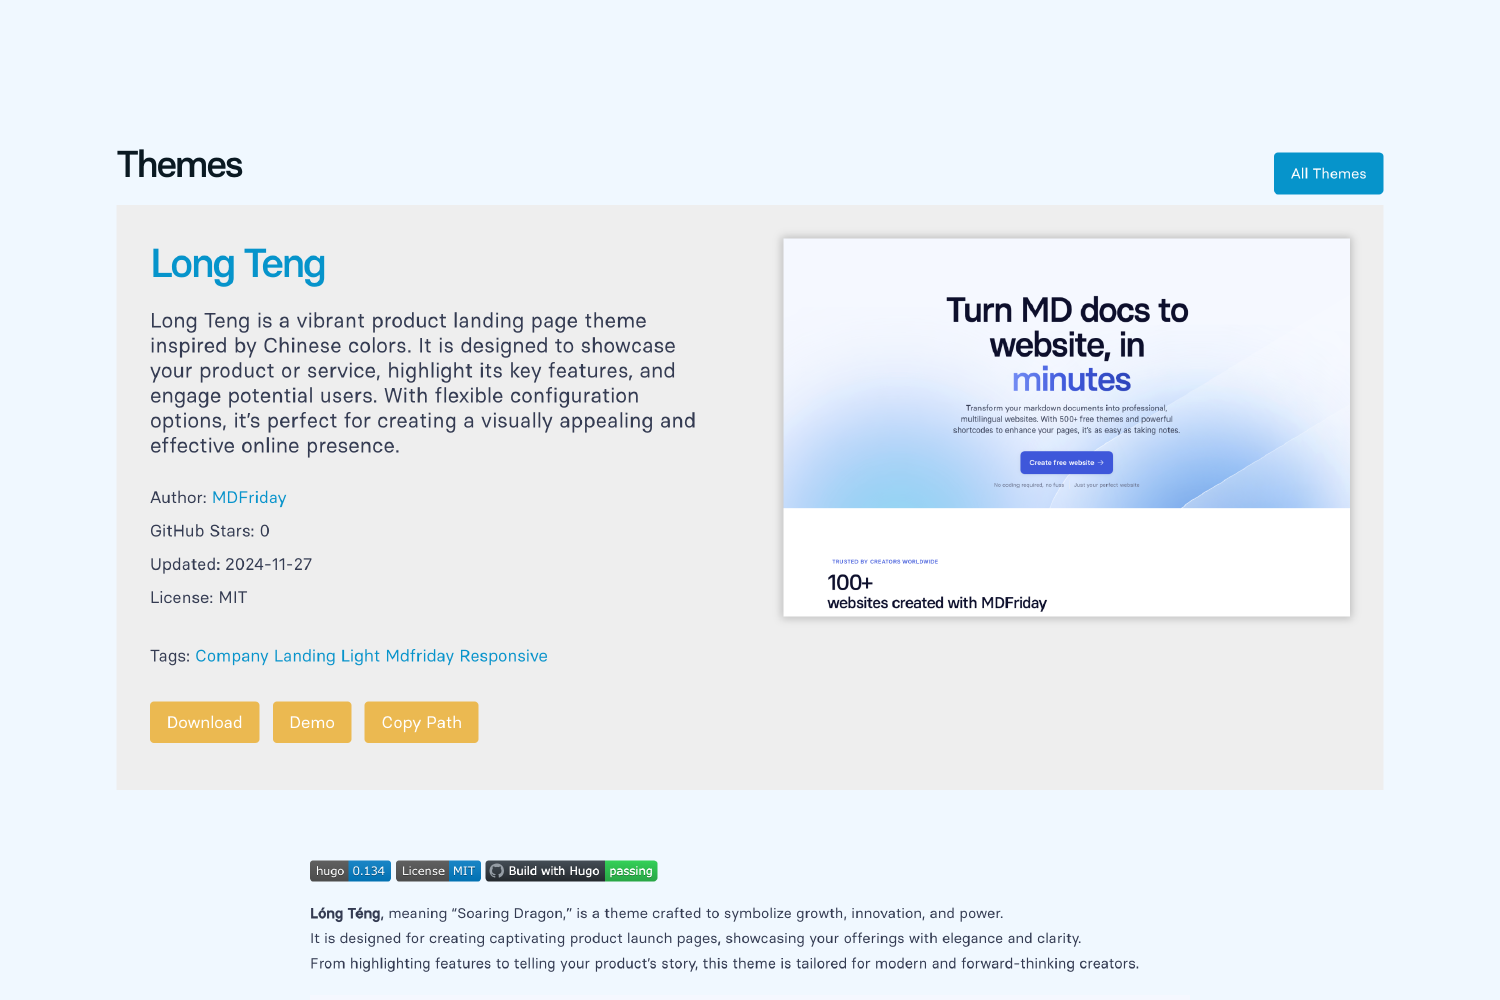 Themes
All Themes
Long Teng
Long Teng is a vibrant product landing page theme
inspired by Chinese colors. It is designed to showcase
your product or service, highlight its key features, and
engage potential users. With flexible configuration
options, it’s perfect for creating a visually appealing and
effective online presence.
Author: MDFriday
GitHub Stars: 0
Updated: 2024-11-27
License: MIT
Tags: Company Landing Light Mdfriday Responsive
Download Demo Copy Path
Turn MD docs to
website, in
minutes
Transform your markdown documents into professional,
multilingual websites. With 500+ free themes and powerful
shortcodes to enhance your pages, it's as easy as taking notes.
Create free website →
No coding required, no fuss Just your perfect website
TRUSTED BY CREATORS WORLDWIDE
100+
websites created with MDFriday
hugo 0.134 License MIT Build with Hugo passing
Lóng Téng, meaning “Soaring Dragon,” is a theme crafted to symbolize growth, innovation, and power.
It is designed for creating captivating product launch pages, showcasing your offerings with elegance and clarity.
From highlighting features to telling your product’s story, this theme is tailored for modern and forward-thinking creators.